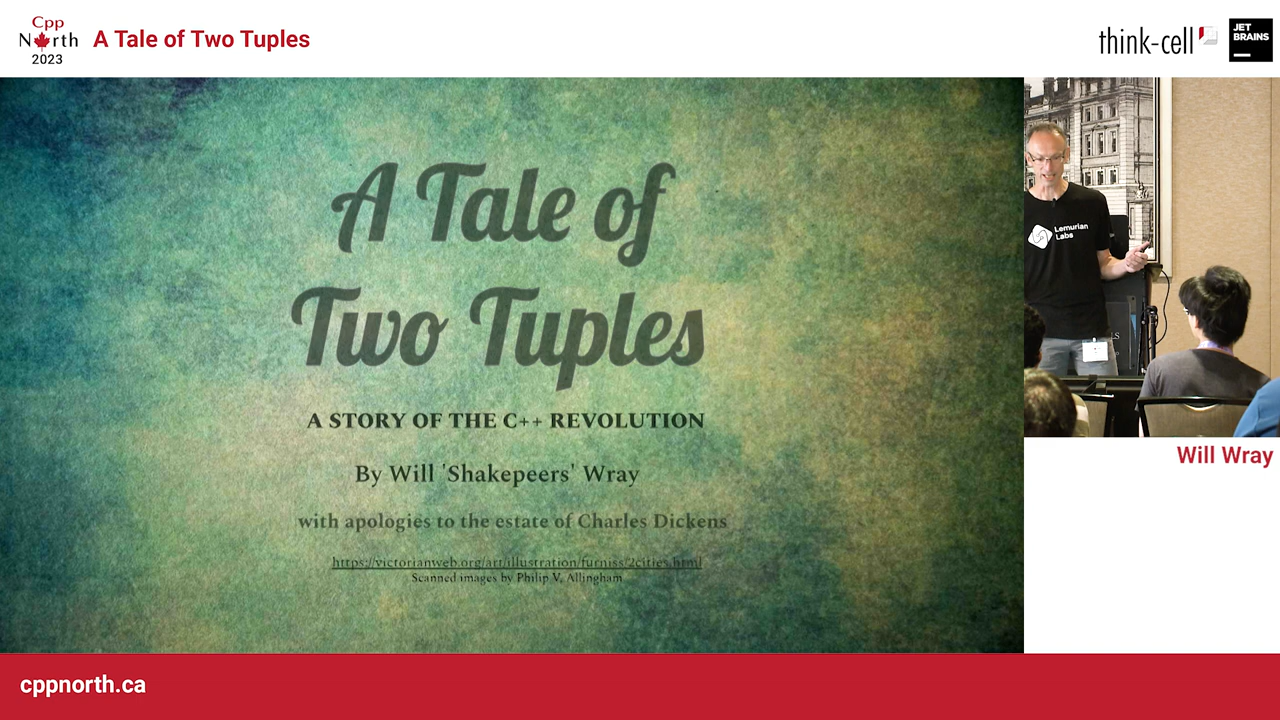 Cpp
North
2023
A Tale of Two Tuples
think-cell
JET
BRAINS
A Tale of
Two Tuples
A STORY OF THE C++ REVOLUTION
By Will 'Shakepeers' Wray
with apologies to the estate of Charles Dickens
https://victorianweb.org/art/illustration/furniss/2cities.html
Scanned images by Philip V. Allingham
Lemurian
Labs
Will Wray
cppnorth.ca